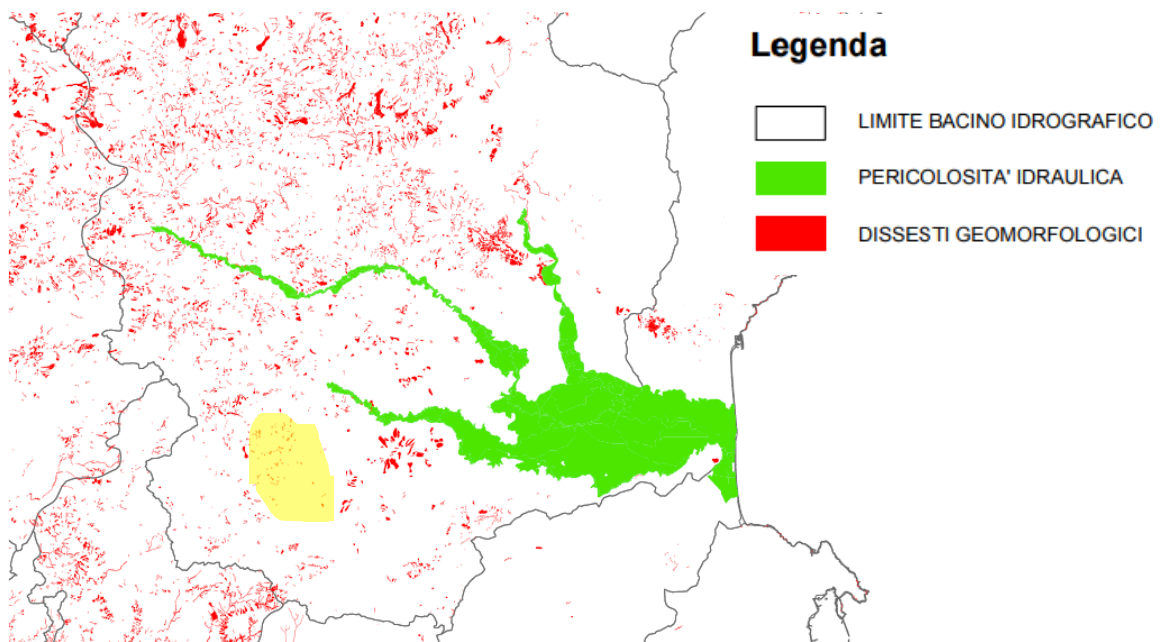 Legenda
LIMITE BACINO IDROGRAFICO
PERICOLOSITA' IDRAULICA
DISSESTI GEOMORFOLOGICI